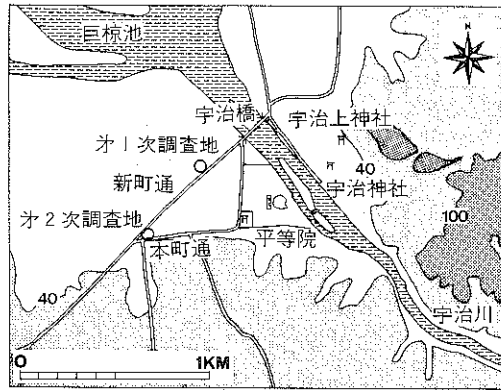 巨椋池
N
宇治橋
宇治上神社
才1次調査地
40
新町通
宇治神社
100
才2次調査地
平等院
本町通
40
宇治川
0 1KM